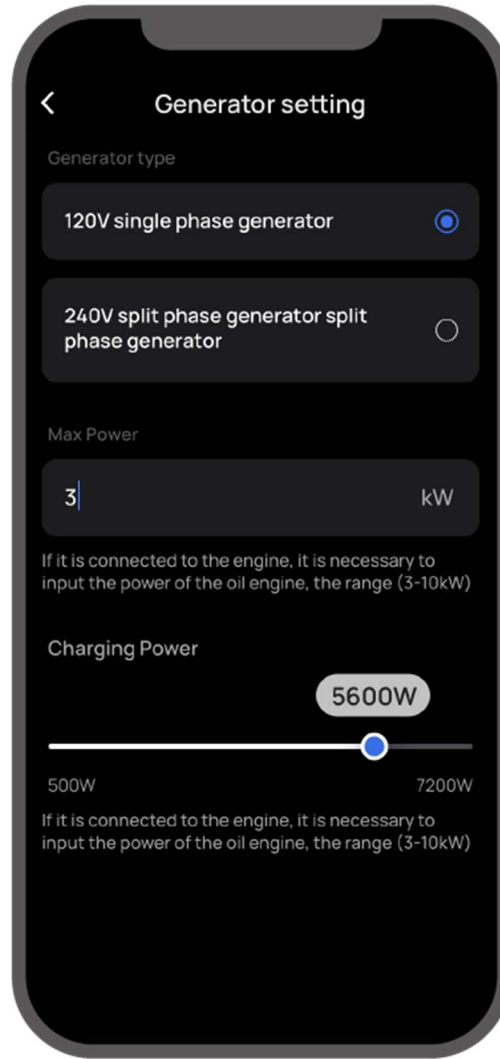 Generator setting
Generator type
120V single phase generator
240V split phase generator split
phase generator
Max Power
3 kW
If it is connected to the engine, it is necessary to
input the power of the oil engine, the range (3-10kW)
Charging Power
5600W
500W 7200W
If it is connected to the engine, it is necessary to
input the power of the oil engine, the range (3-10kW)